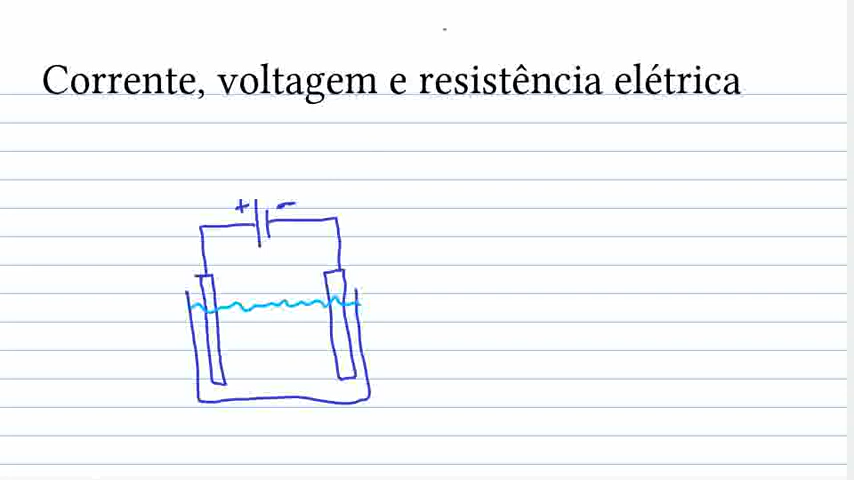 Corrente, voltagem e resistência elétrica
+ -